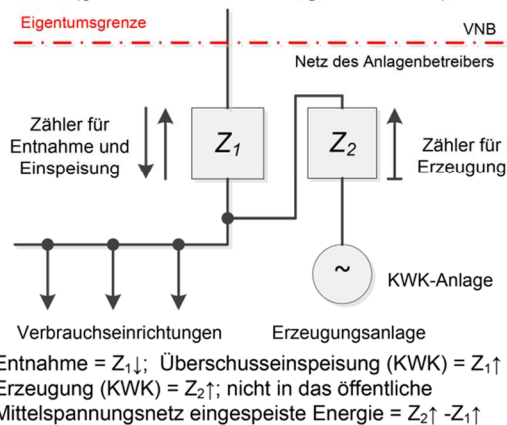 Eigentumsgrenze
VNB
Netz des Anlagenbetreibers
Zähler für
Entnahme und
Einspeisung
Z1
Z2
Zähler für
Erzeugung
~
KWK-Anlage
Verbrauchseinrichtungen
Erzeugungsanlage
Entnahme = Z1↓; Überschusseinspeisung (KWK) = Z1↑
Erzeugung (KWK) = Z2↑; nicht in das öffentliche
Mittelspannungsnetz eingespeiste Energie = Z2↑ -Z1↑